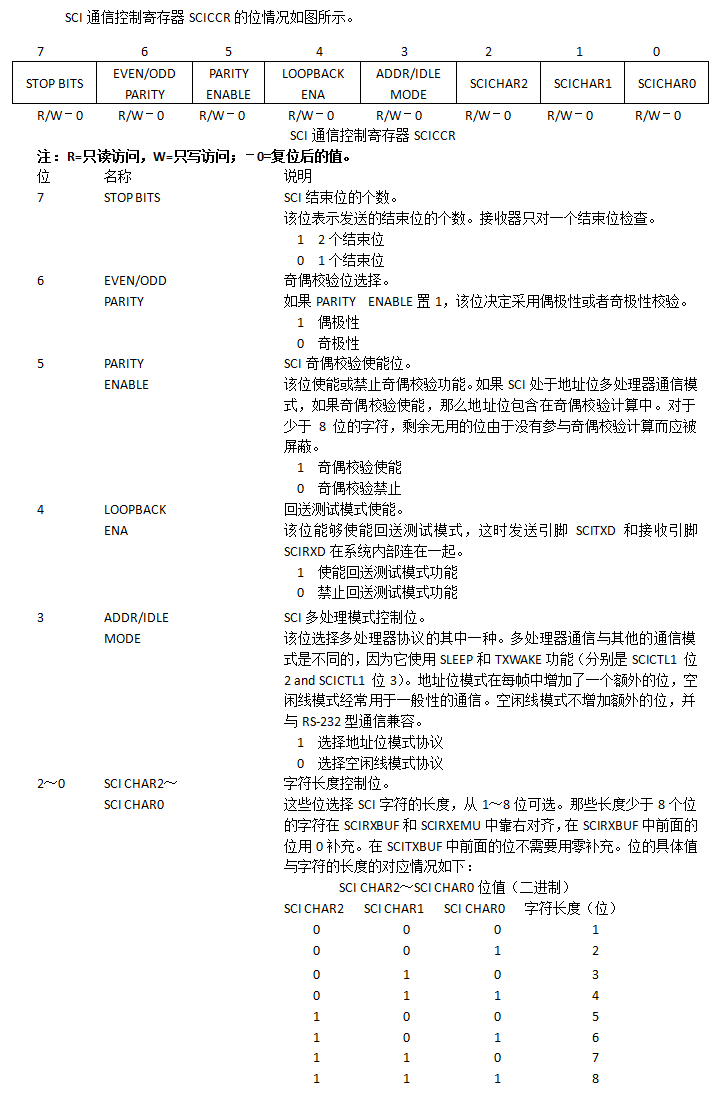 SCI 通信控制寄存器 SCICCR 的位情况如图所示。
7 6 5 4 3 2 1 0
STOP BITS EVEN/ODD PARITY PARITY ENABLE LOOPBACK ENA ADDR/IDLE MODE SCICHAR2 SCICHAR1 SCICHAR0
R/W－0 R/W－0 R/W－0 R/W－0 R/W－0 R/W－0 R/W－0 R/W－0
SCI 通信控制寄存器 SCICCR
注：R=只读访问，W=只写访问；－0=复位后的值。
位 名称 说明
7 STOP BITS SCI 结束位的个数。
该位表示发送的结束位的个数。接收器只对一个结束位检查。
1 2 个结束位
0 1 个结束位
6 EVEN/ODD 奇偶校验位选择。
PARITY 如果 PARITY ENABLE 置 1，该位决定采用偶极性或者奇极性校验。
1 偶极性
0 奇极性
5 PARITY SCI 奇偶校验使能位。
ENABLE 该位使能或禁止奇偶校验功能。如果 SCI 处于地址位多处理器通信模
式，如果奇偶校验使能，那么地址位包含在奇偶校验计算中。对于
少于 8 位的字符，剩余无用的位由于没有参与奇偶校验计算而应被
屏蔽。
1 奇偶校验使能
0 奇偶校验禁止
4 LOOPBACK 回送测试模式使能。
ENA 该位能够使能回送测试模式，这时发送引脚 SCITXD 和接收引脚
SCIRXD 在系统内部连在一起。
1 使能回送测试模式功能
0 禁止回送测试模式功能
3 ADDR/IDLE SCI 多处理模式控制位。
MODE 该位选择多处理器协议的其中一种。多处理器通信与其他的通信模
式是不同的，因为它使用 SLEEP 和 TXWAKE 功能（分别是 SCICTL1 位
2 and SCICTL1 位 3）。地址位模式在每帧中增加了一个额外的位，空
闲线模式经常用于一般性的通信。空闲线模式不增加额外的位，并
与 RS-232 型通信兼容。
1 选择地址位模式协议
0 选择空闲线模式协议
2～0 SCI CHAR2～ 字符长度控制位。
SCI CHAR0 这些位选择 SCI 字符的长度，从 1～8 位可选。那些长度少于 8 个位
的字符在 SCIRXBUF 和 SCIRXEMU 中靠右对齐，在 SCIRXBUF 中前面的
位用 0 补充。在 SCITXBUF 中前面的位不需要用零补充。位的具体值
与字符的长度的对应情况如下：
SCI CHAR2～SCI CHAR0 位值（二进制）
SCI CHAR2 SCI CHAR1 SCI CHAR0 字符长度（位）
0 0 0 1
0 0 1 2
0 1 0 3
0 1 1 4
1 0 0 5
1 0 1 6
1 1 0 7
1 1 1 8